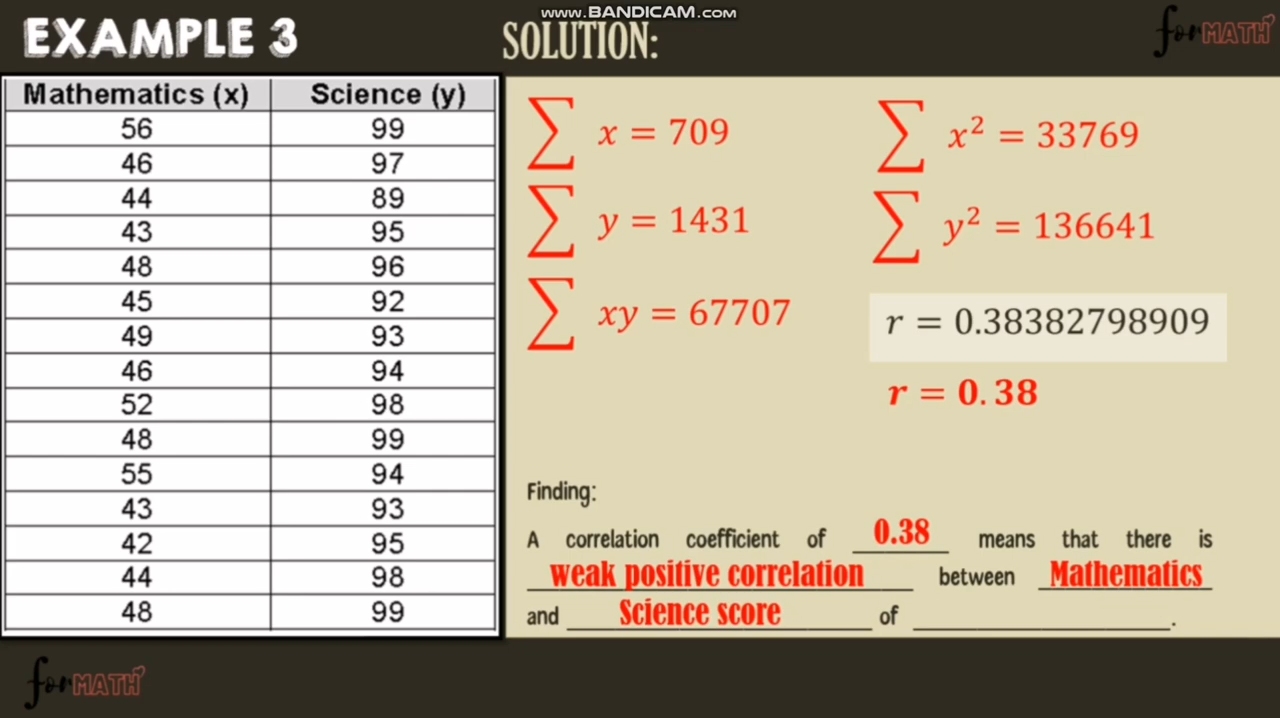 www.BANDICAM.com
EXAMPLE 3
SOLUTION:
forMATH
Mathematics (x) Science (y)
56 99
46 97
44 89
43 95
48 96
45 92
49 93
46 94
52 98
48 99
55 94
43 93
42 95
44 98
48 99
∑ x = 709
∑ x² = 33769
∑ y = 1431
∑ y² = 136641
∑ xy = 67707
r = 0.38382798909
r = 0.38
Finding:
A correlation coefficient of 0.38 means that there is
weak positive correlation between Mathematics
and Science score of ____________________.
forMATH